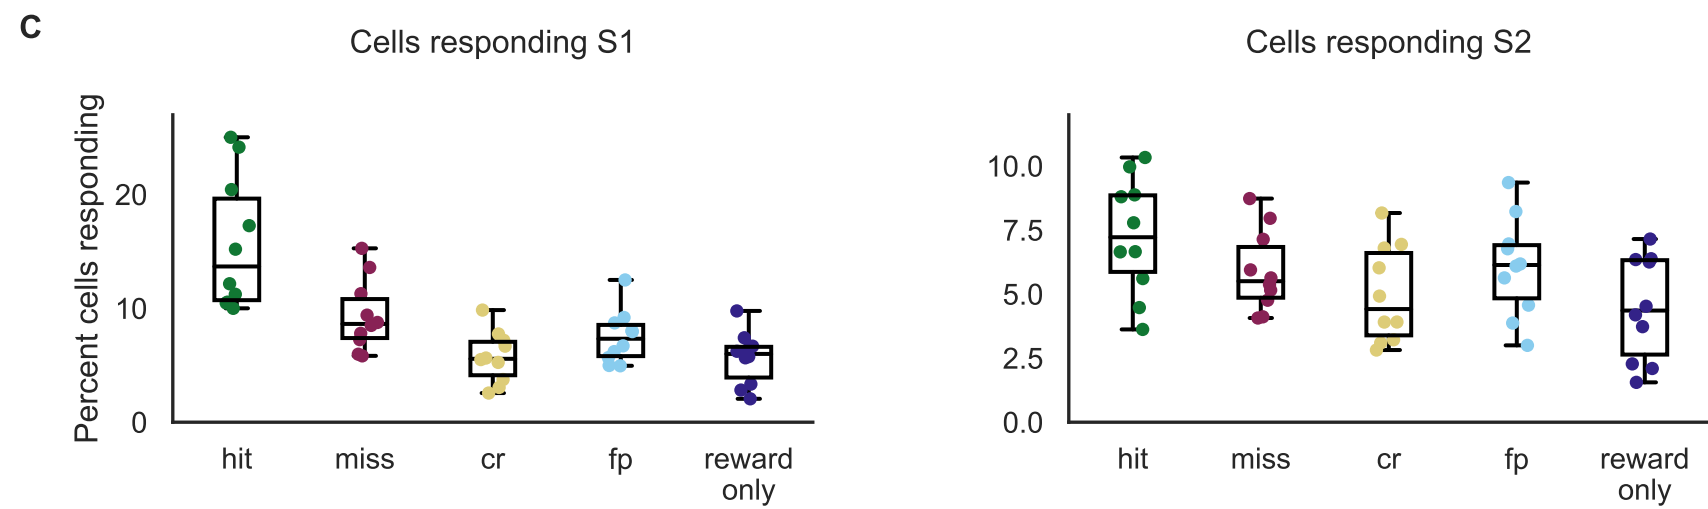 C
Cells responding S1
Percent cells responding
20
10
0
hit
miss
cr
fp
reward
only
Cells responding S2
10.0
7.5
5.0
2.5
0.0
hit
miss
cr
fp
reward
only